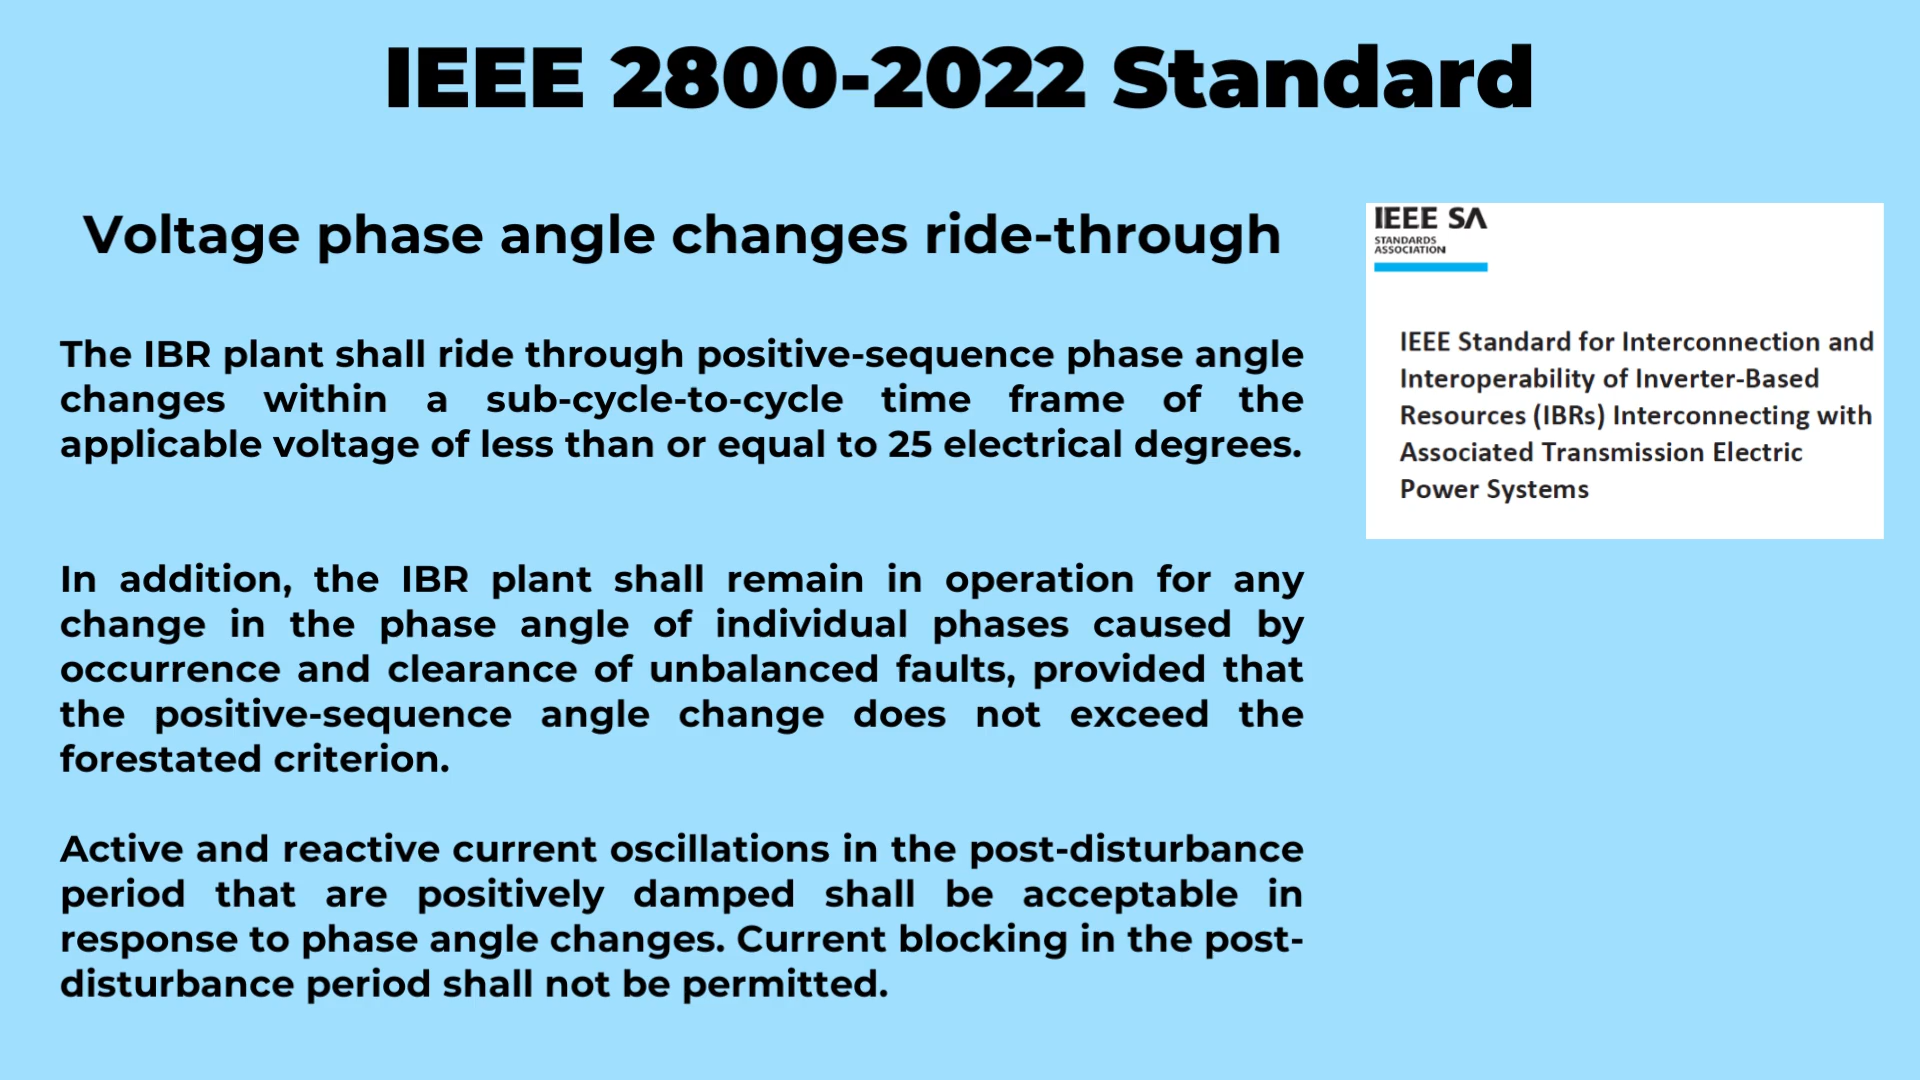 IEEE 2800-2022 Standard
Voltage phase angle changes ride-through
The IBR plant shall ride through positive-sequence phase angle
changes within a sub-cycle-to-cycle time frame of the
applicable voltage of less than or equal to 25 electrical degrees.
In addition, the IBR plant shall remain in operation for any
change in the phase angle of individual phases caused by
occurrence and clearance of unbalanced faults, provided that
the positive-sequence angle change does not exceed the
forestated criterion.
Active and reactive current oscillations in the post-disturbance
period that are positively damped shall be acceptable in
response to phase angle changes. Current blocking in the post-
disturbance period shall not be permitted.
IEEE SA
STANDARDS
ASSOCIATION
IEEE Standard for Interconnection and
Interoperability of Inverter-Based
Resources (IBRs) Interconnecting with
Associated Transmission Electric
Power Systems